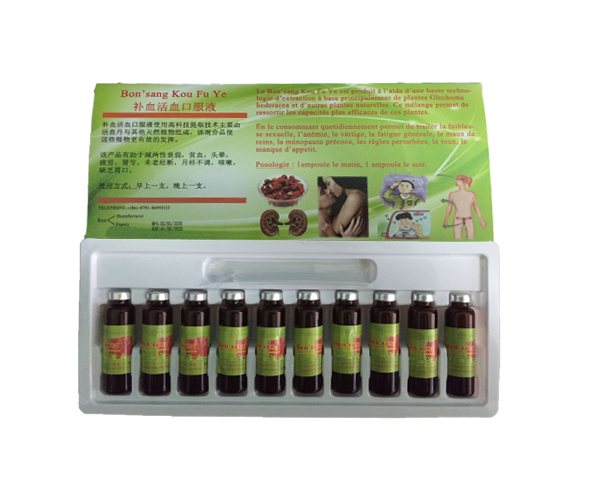 Bon'sang Kou Fu Ye
补血活血口服液
补血活血口服液使用高科技提取技术主要由
活血丹与其他天然植物组成，该混合品使
这些植物更有效的发挥。
该产品有助于减两性衰弱，贫血，头晕，
疲劳，肾亏，未老经断，月经不调，咳嗽，
缺乏胃口。
服用方式：早上一支，晚上一支。
TELEPHONE:
Manufacturer
Expiry
Le Bon'sang Kou Fu Ye est produit à l'aide d'une haute techno-
logie d'extraction à base principalement de plantes Glechoma
hederacea et d'autres plantes naturelles. Ce mélange permet de
ressortir les capacités plus efficaces de ces plantes.
En le consommant quotidiennement permet de traiter la faibles-
se sexuelle, l'anémie, le vertige, la fatigue générale, le maux de
reins, la ménopause précoce, les règles perturbées, la toux, le
manque d'appetit.
Posologie : 1ampoule le matin, 1 ampoule le soir.